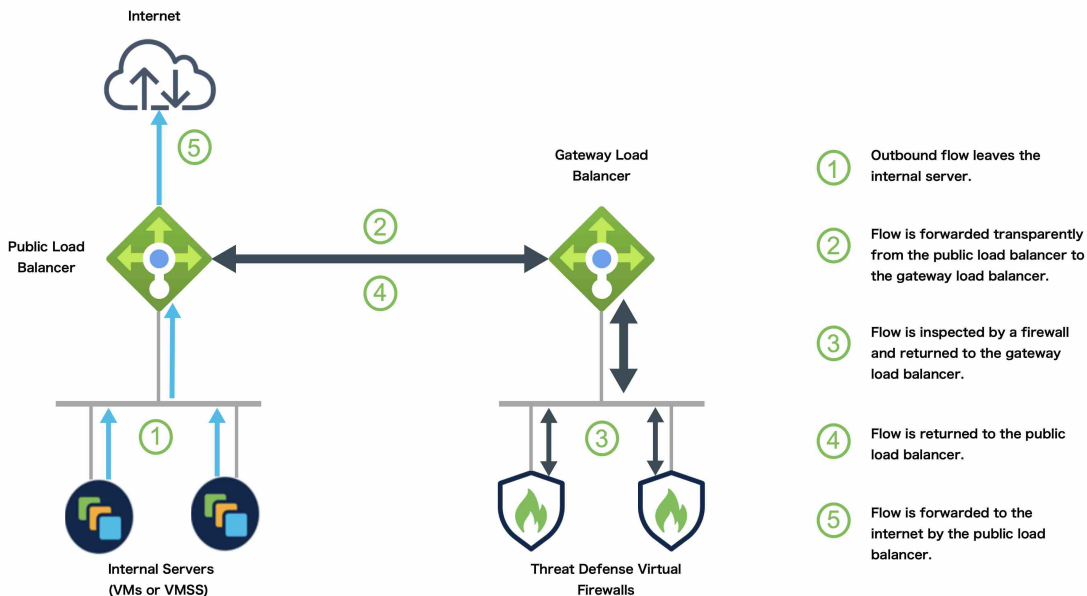 Internet
5
Gateway Load
Balancer
Public Load
Balancer
2
4
1
3
Internal Servers
(VMs or VMSS)
Threat Defense Virtual
Firewalls
1
Outbound flow leaves the
internal server.
2
Flow is forwarded transparently
from the public load balancer to
the gateway load balancer.
3
Flow is inspected by a firewall
and returned to the gateway
load balancer.
4
Flow is returned to the public
load balancer.
5
Flow is forwarded to the
internet by the public load
balancer.